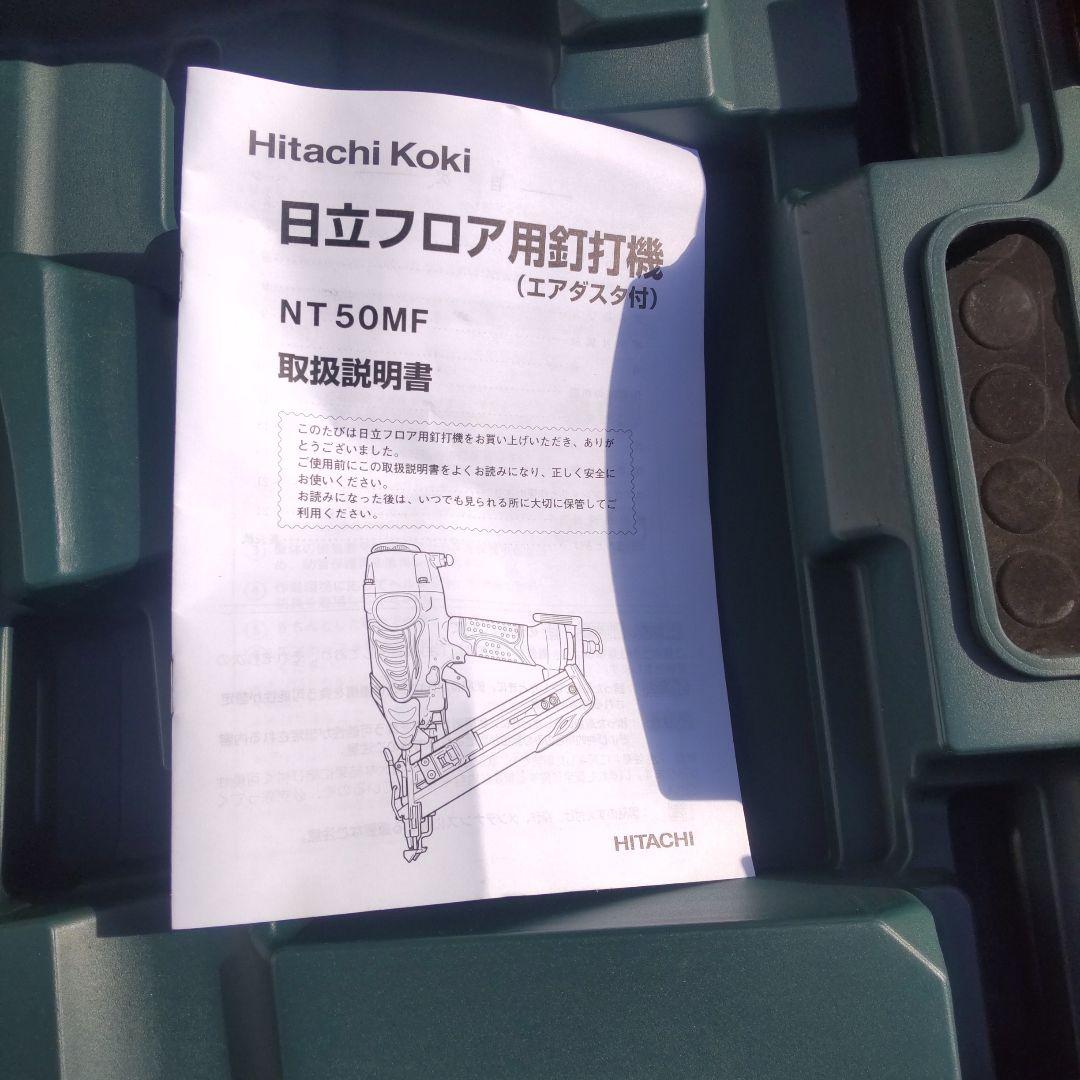 Hitachi Koki
日立フロア用釘打機
(エアダスタ付)
NT50MF
取扱説明書
このたびは日立フロア用釘打機をお買い上げいただき、ありが
とうございました。
ご使用前にこの取扱説明書をよくお読みになり、正しく安全に
お使いください。
お読みになった後は、いつでも見られる所に大切に保管してご
利用ください。
HITACHI